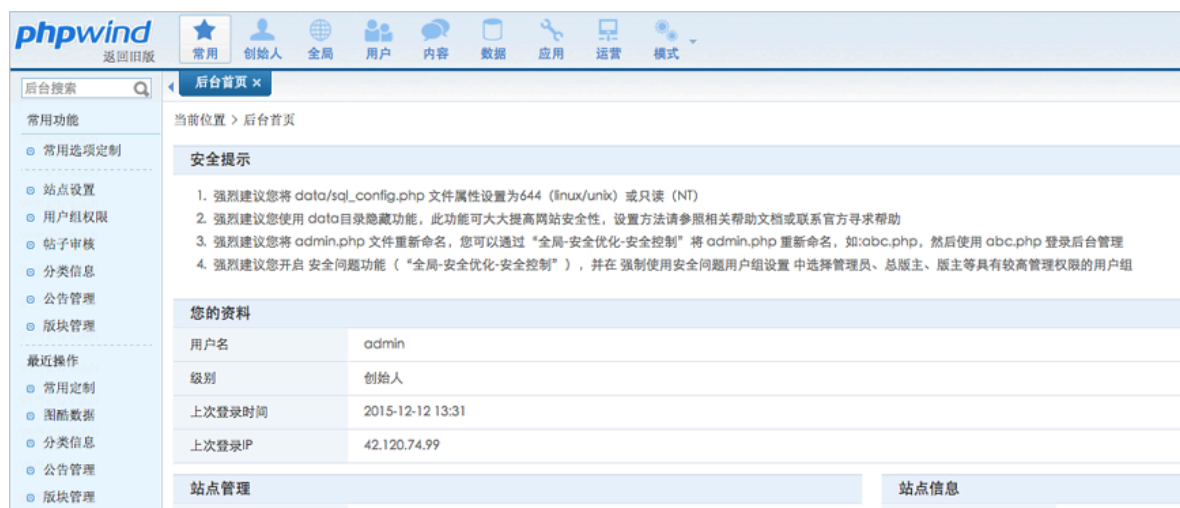 phpwind
返回旧版
常用 创始人 全局 用户 内容 数据 应用 运营 模式
后台搜索
后台首页 ×
常用功能
当前位置 > 后台首页
常用选项定制
安全提示
站点设置
用户组权限
帖子审核
分类信息
公告管理
版块管理
1. 强烈建议您将 data/sql_config.php 文件属性设置为644（linux/unix）或只读（NT）
2. 强烈建议您使用 data目录隐藏功能，此功能可大大提高网站安全性，设置方法请参照相关帮助文档或联系官方寻求帮助
3. 强烈建议您将 admin.php 文件重新命名，您可以通过“全局-安全优化-安全控制”将 admin.php 重新命名，如:abc.php，然后使用 abc.php 登录后台管理
4. 强烈建议您开启 安全问题功能（“全局-安全优化-安全控制”），并在 强制使用安全问题用户组设置 中选择管理员、总版主、版主等具有较高管理权限的用户组
您的资料
用户名 admin
级别 创始人
上次登录时间 2015-12-12 13:31
上次登录IP 42.120.74.99
最近操作
常用定制
图酷数据
分类信息
公告管理
版块管理
站点管理
站点信息